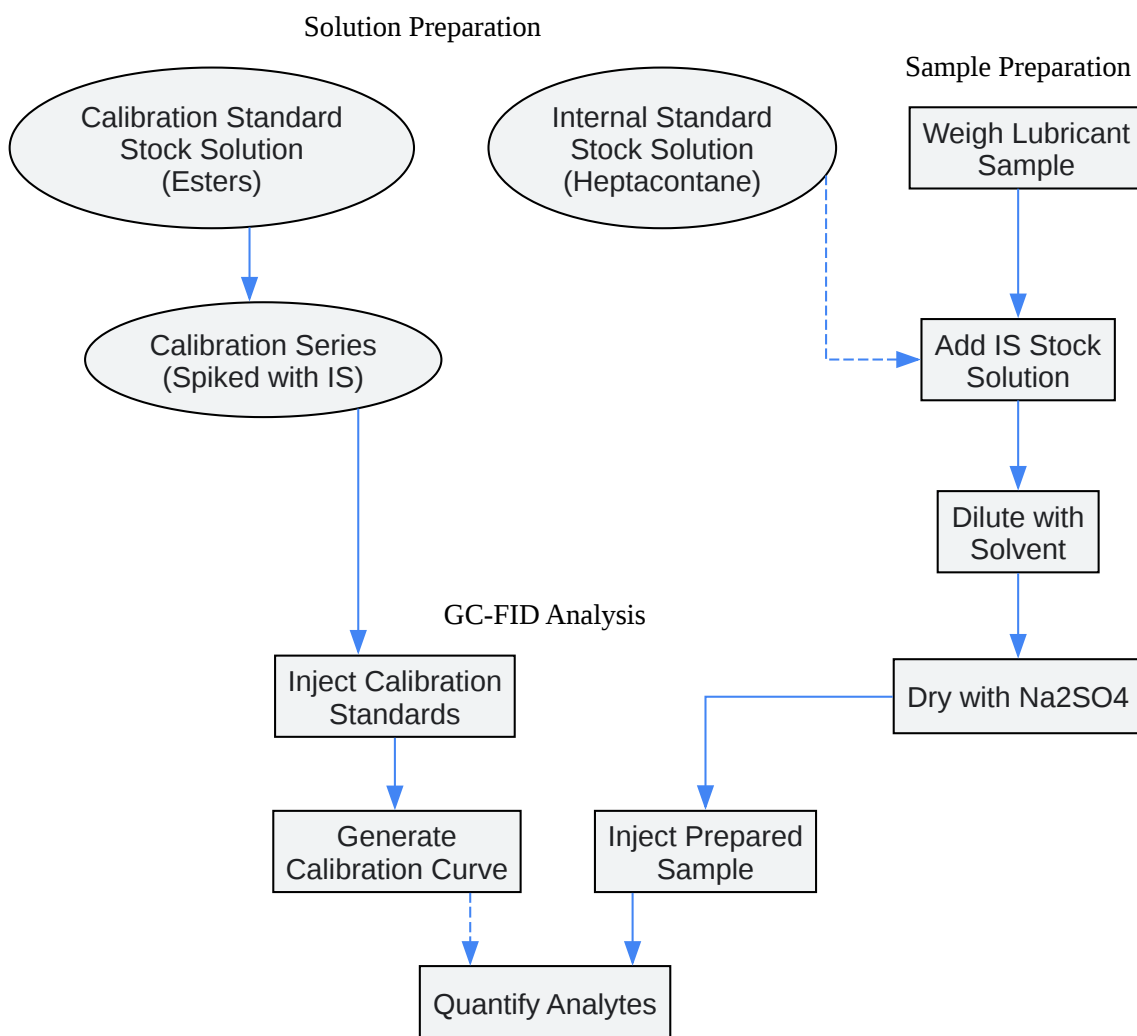 Solution Preparation
Sample Preparation
Calibration Standard
Stock Solution
(Esters)
Internal Standard
Stock Solution
(Heptacontane)
Weigh Lubricant
Sample
Calibration Series
(Spiked with IS)
Add IS Stock
Solution
Dilute with
Solvent
GC-FID Analysis
Inject Calibration
Standards
Dry with Na2SO4
Generate
Calibration Curve
Inject Prepared
Sample
Quantify Analytes